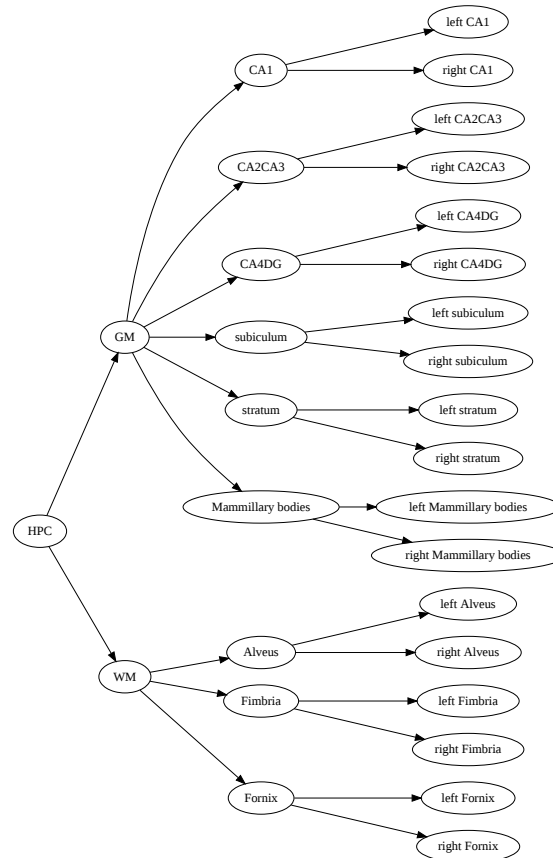 left CA1
CA1
right CA1
left CA2CA3
CA2CA3
right CA2CA3
left CA4DG
CA4DG
right CA4DG
left subiculum
GM
subiculum
right subiculum
stratum
left stratum
right stratum
Mammillary bodies
left Mammillary bodies
HPC
right Mammillary bodies
left Alveus
Alveus
right Alveus
WM
Fimbria
left Fimbria
right Fimbria
Fornix
left Fornix
right Fornix